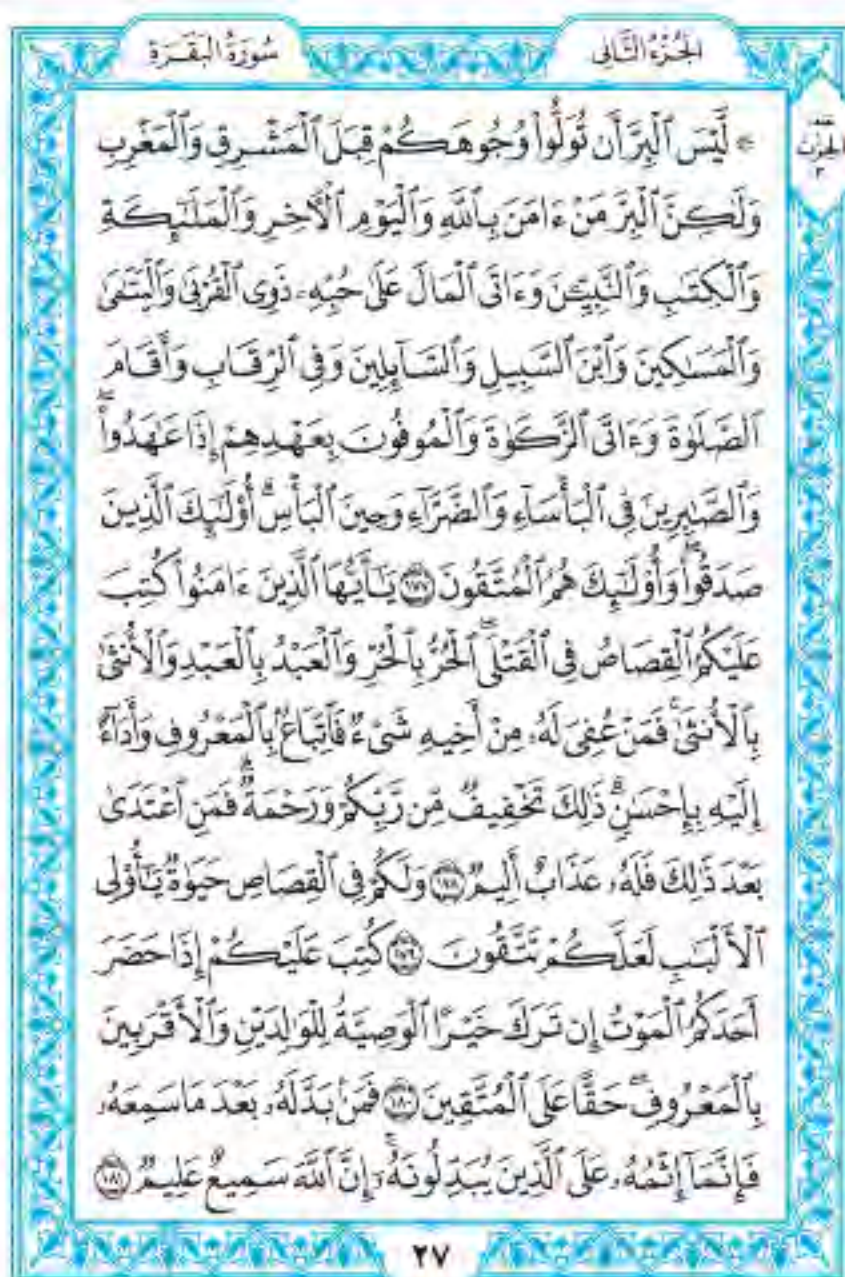 سُورَةُ الْبَقَرَةِ
الجُزْءُ الثَّانِي
الحِزْب
٣
۞ لَّيْسَ ٱلْبِرَّ أَن تُوَلُّوا۟ وُجُوهَكُمْ قِبَلَ ٱلْمَشْرِقِ وَٱلْمَغْرِبِ
وَلَٰكِنَّ ٱلْبِرَّ مَنْ ءَامَنَ بِٱللَّهِ وَٱلْيَوْمِ ٱلْءَاخِرِ وَٱلْمَلَٰٓئِكَةِ
وَٱلْكِتَٰبِ وَٱلنَّبِيِّـۧنَ وَءَاتَى ٱلْمَالَ عَلَىٰ حُبِّهِۦ ذَوِى ٱلْقُرْبَىٰ وَٱلْيَتَٰمَىٰ
وَٱلْمَسَٰكِينَ وَٱبْنَ ٱلسَّبِيلِ وَٱلسَّآئِلِينَ وَفِى ٱلرِّقَابِ وَأَقَامَ
ٱلصَّلَوٰةَ وَءَاتَى ٱلزَّكَوٰةَ وَٱلْمُوفُونَ بِعَهْدِهِمْ إِذَا عَٰهَدُوا۟ ۖ
وَٱلصَّٰبِرِينَ فِى ٱلْبَأْسَآءِ وَٱلضَّرَّآءِ وَحِينَ ٱلْبَأْسِ ۗ أُو۟لَٰٓئِكَ ٱلَّذِينَ
صَدَقُوا۟ ۖ وَأُو۟لَٰٓئِكَ هُمُ ٱلْمُتَّقُونَ ١٧٧ يَٰٓأَيُّهَا ٱلَّذِينَ ءَامَنُوا۟ كُتِبَ
عَلَيْكُمُ ٱلْقِصَاصُ فِى ٱلْقَتْلَى ۖ ٱلْحُرُّ بِٱلْحُرِّ وَٱلْعَبْدُ بِٱلْعَبْدِ وَٱلْأُنثَىٰ
بِٱلْأُنثَىٰ ۚ فَمَنْ عُفِىَ لَهُۥ مِنْ أَخِيهِ شَىْءٌ فَٱتِّبَاعٌۢ بِٱلْمَعْرُوفِ وَأَدَآءٌ
إِلَيْهِ بِإِحْسَٰنٍ ۗ ذَٰلِكَ تَخْفِيفٌ مِّن رَّبِّكُمْ وَرَحْمَةٌ ۗ فَمَنِ ٱعْتَدَىٰ
بَعْدَ ذَٰلِكَ فَلَهُۥ عَذَابٌ أَلِيمٌ ١٧٨ وَلَكُمْ فِى ٱلْقِصَاصِ حَيَوٰةٌ يَٰٓأُو۟لِى
ٱلْأَلْبَٰبِ لَعَلَّكُمْ تَتَّقُونَ ١٧٩ كُتِبَ عَلَيْكُمْ إِذَا حَضَرَ
أَحَدَكُمُ ٱلْمَوْتُ إِن تَرَكَ خَيْرًا ٱلْوَصِيَّةُ لِلْوَٰلِدَيْنِ وَٱلْأَقْرَبِينَ
بِٱلْمَعْرُوفِ ۖ حَقًّا عَلَى ٱلْمُتَّقِينَ ١٨٠ فَمَنۢ بَدَّلَهُۥ بَعْدَ مَا سَمِعَهُۥ
فَإِنَّمَآ إِثْمُهُۥ عَلَى ٱلَّذِينَ يُبَدِّلُونَهُۥٓ ۚ إِنَّ ٱللَّهَ سَمِيعٌ عَلِيمٌ ١٨١
٢٧